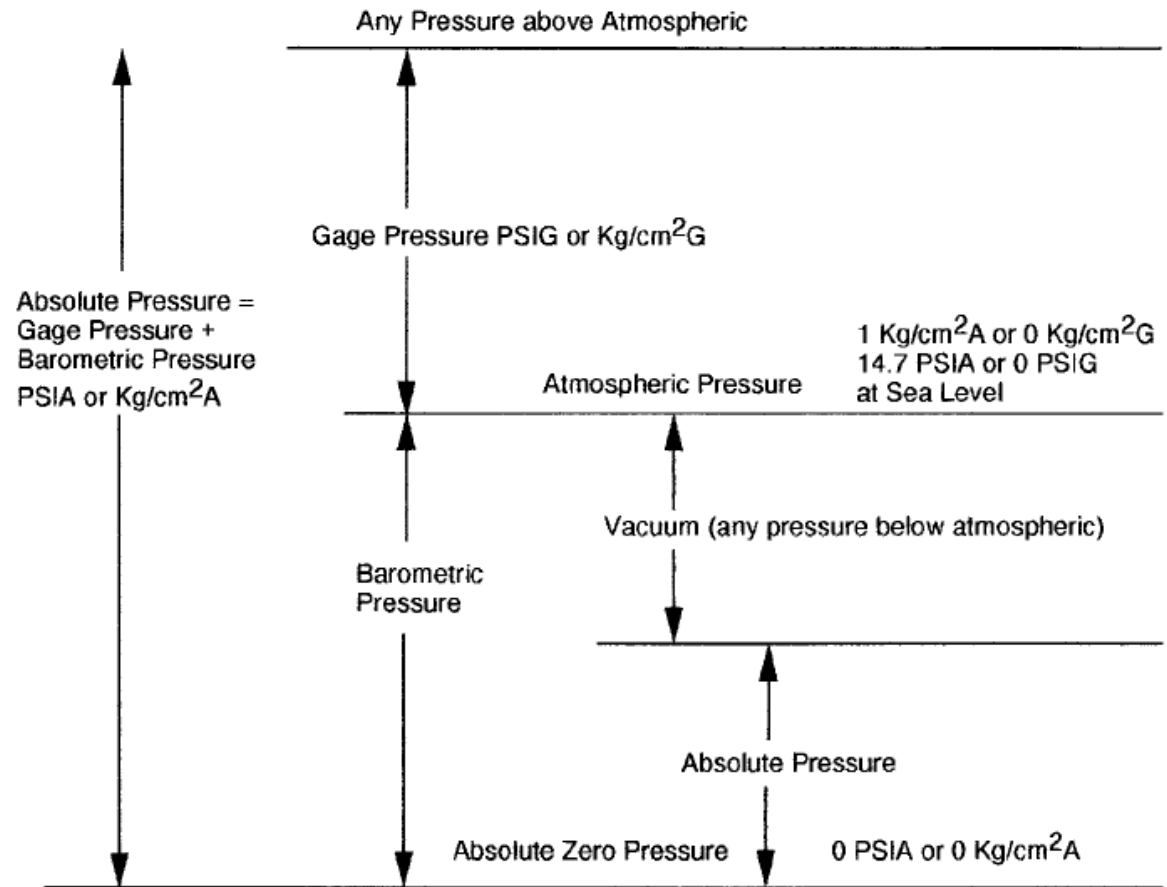 Any Pressure above Atmospheric
Gage Pressure PSIG or Kg/cm²G
Absolute Pressure =
Gage Pressure +
Barometric Pressure
PSIA or Kg/cm²A
1 Kg/cm²A or 0 Kg/cm²G
14.7 PSIA or 0 PSIG
at Sea Level
Atmospheric Pressure
Vacuum (any pressure below atmospheric)
Barometric
Pressure
Absolute Pressure
Absolute Zero Pressure
0 PSIA or 0 Kg/cm²A